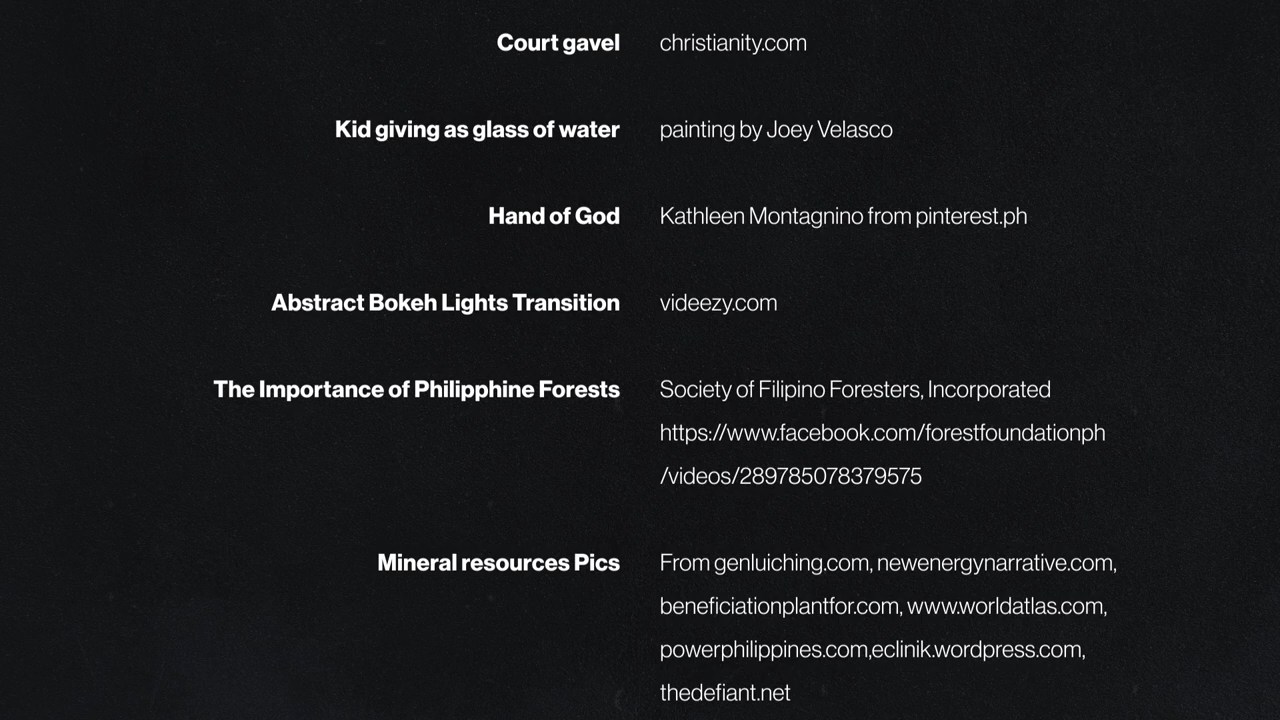 Court gavel christianity.com
Kid giving as glass of water painting by Joey Velasco
Hand of God Kathleen Montagnino from pinterest.ph
Abstract Bokeh Lights Transition videezy.com
The Importance of Philipphine Forests Society of Filipino Foresters, Incorporated
https://www.facebook.com/forestfoundationph
/videos/289785078379575
Mineral resources Pics From genluiching.com, newenergynarrative.com,
beneficiationplantfor.com, www.worldatlas.com,
powerphilippines.com,eclinik.wordpress.com,
thedefiant.net